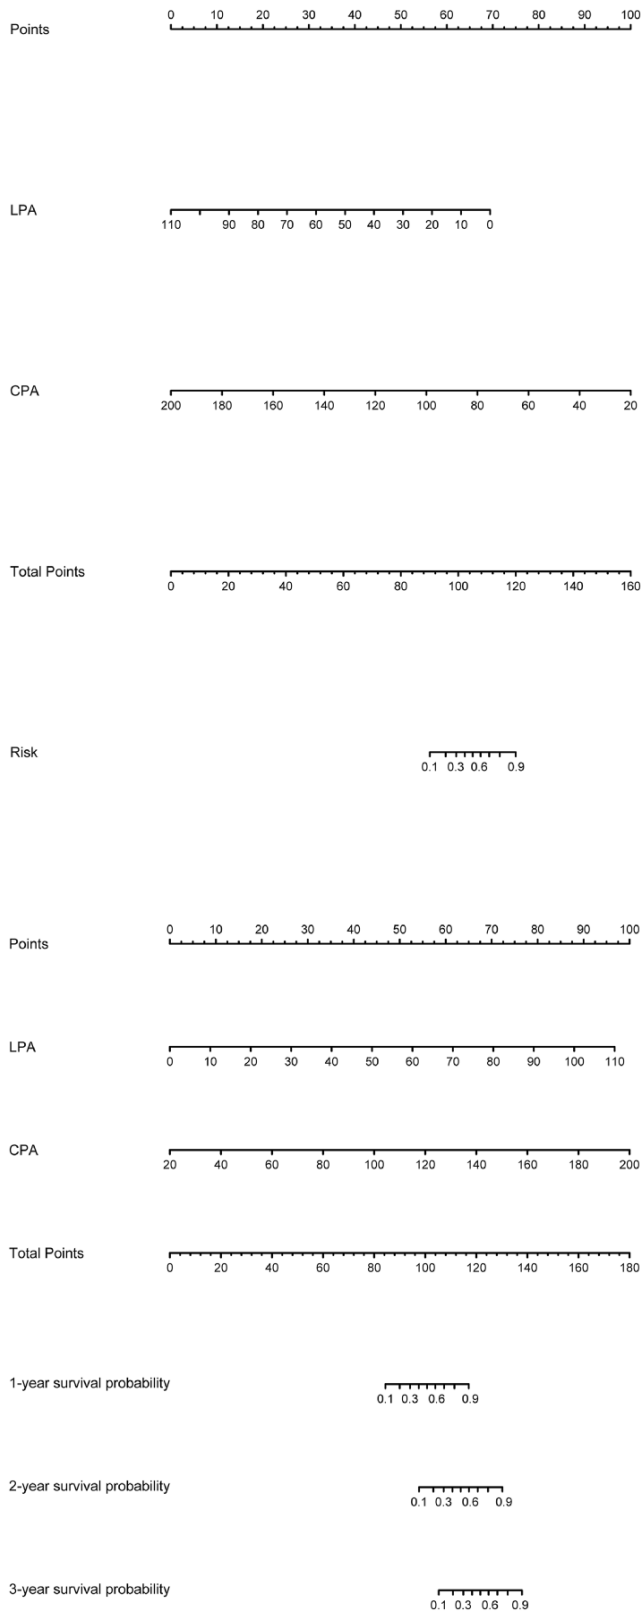 Points 0 10 20 30 40 50 60 70 80 90 100
LPA 110 90 80 70 60 50 40 30 20 10 0
CPA 200 180 160 140 120 100 80 60 40 20
Total Points 0 20 40 60 80 100 120 140 160
Risk 0.1 0.3 0.6 0.9
Points 0 10 20 30 40 50 60 70 80 90 100
LPA 0 10 20 30 40 50 60 70 80 90 100 110
CPA 20 40 60 80 100 120 140 160 180 200
Total Points 0 20 40 60 80 100 120 140 160 180
1-year survival probability 0.1 0.3 0.6 0.9
2-year survival probability 0.1 0.3 0.6 0.9
3-year survival probability 0.1 0.3 0.6 0.9